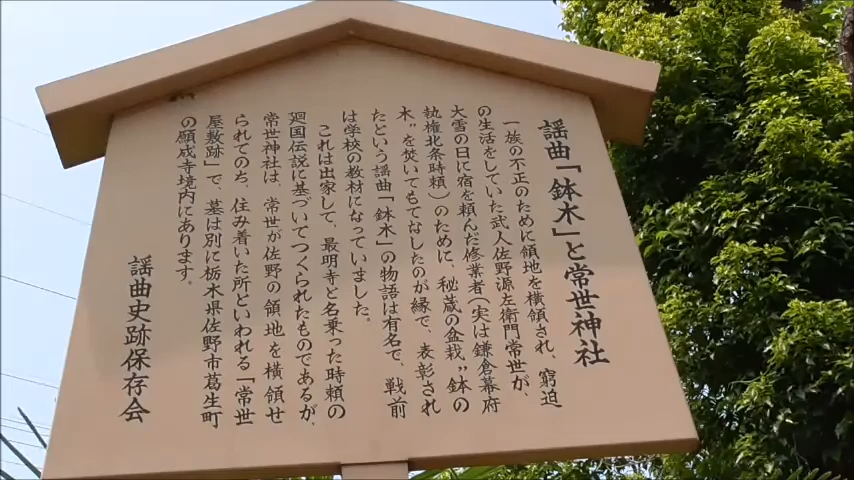 謡曲「鉢木」と常世神社
一族の不正のために領地を横領され、窮迫
の生活をしていた武人佐野源左衛門常世が、
大雪の日に宿を頼んだ修業者（実は鎌倉幕府
執権北条時頼）のために、秘蔵の盆栽〃鉢の
木〃を焚いてもてなしたのが縁で、表彰され
たという謡曲「鉢木」の物語は有名で、戦前
は学校の教材になっていました。
これは出家して、最明寺と名乗った時頼の
廻国伝説に基づいてつくられたものであるが、
常世神社は、常世が佐野の領地を横領され
られてのち、住み着いた所といわれる「常世
屋敷跡」で、墓は別に栃木県佐野市葛生町
の願成寺境内にあります。
謡曲史跡保存会